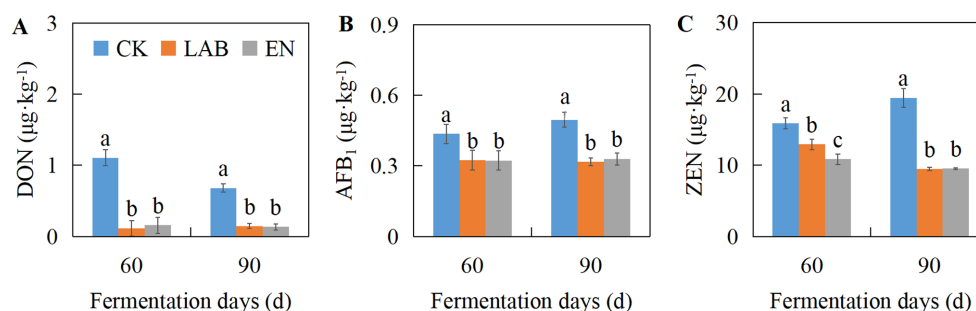 A
DON (μg·kg⁻¹)
3
2
1
0
CK LAB EN
a
b
b
a
b
b
60
90
Fermentation days (d)
B
AFB₁ (μg·kg⁻¹)
0.9
0.6
0.3
0
a
b
b
a
b
b
60
90
Fermentation days (d)
C
ZEN (μg·kg⁻¹)
30
20
10
0
a
b
c
a
b
b
60
90
Fermentation days (d)